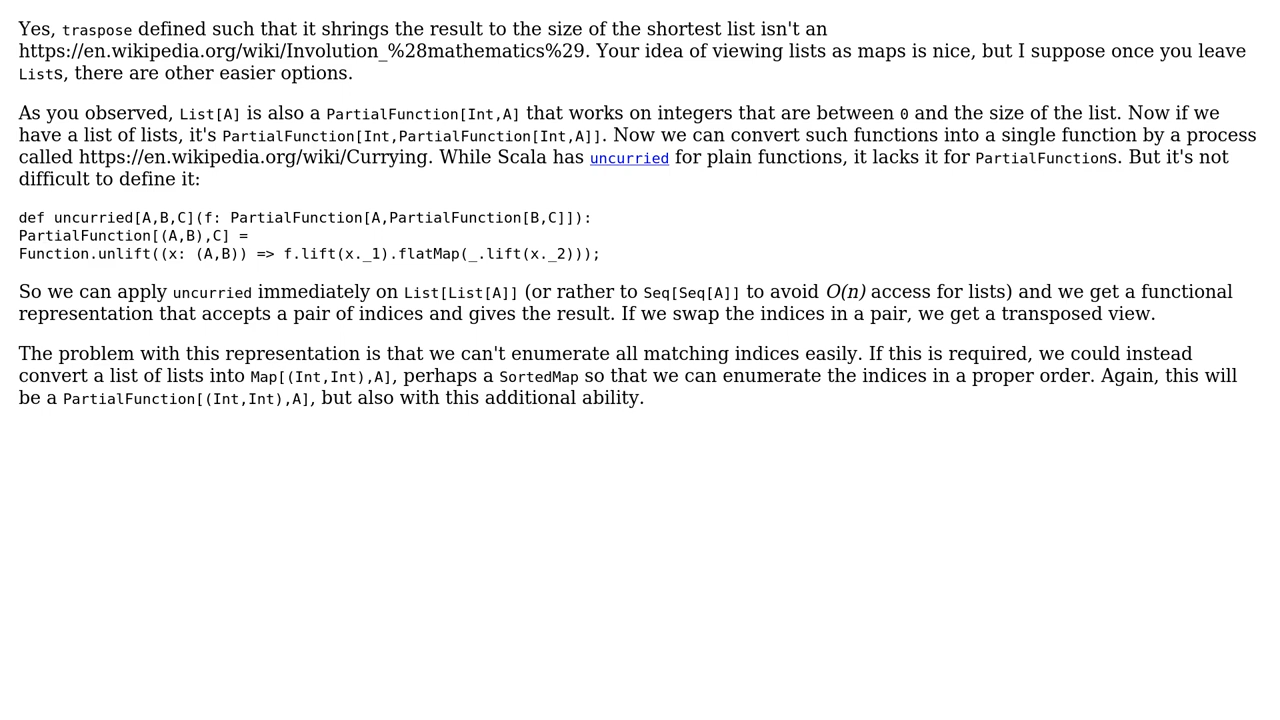 Yes, traspose defined such that it shrings the result to the size of the shortest list isn't an
https://en.wikipedia.org/wiki/Involution_%28mathematics%29. Your idea of viewing lists as maps is nice, but I suppose once you leave
Lists, there are other easier options.
As you observed, List[A] is also a PartialFunction[Int,A] that works on integers that are between 0 and the size of the list. Now if we
have a list of lists, it's PartialFunction[Int,PartialFunction[Int,A]]. Now we can convert such functions into a single function by a process
called https://en.wikipedia.org/wiki/Currying. While Scala has uncurried for plain functions, it lacks it for PartialFunctions. But it's not
difficult to define it:
def uncurried[A,B,C](f: PartialFunction[A,PartialFunction[B,C]]):
PartialFunction[(A,B),C] =
Function.unlift((x: (A,B)) => f.lift(x._1).flatMap(_.lift(x._2)));
So we can apply uncurried immediately on List[List[A]] (or rather to Seq[Seq[A]] to avoid O(n) access for lists) and we get a functional
representation that accepts a pair of indices and gives the result. If we swap the indices in a pair, we get a transposed view.
The problem with this representation is that we can't enumerate all matching indices easily. If this is required, we could instead
convert a list of lists into Map[(Int,Int),A], perhaps a SortedMap so that we can enumerate the indices in a proper order. Again, this will
be a PartialFunction[(Int,Int),A], but also with this additional ability.